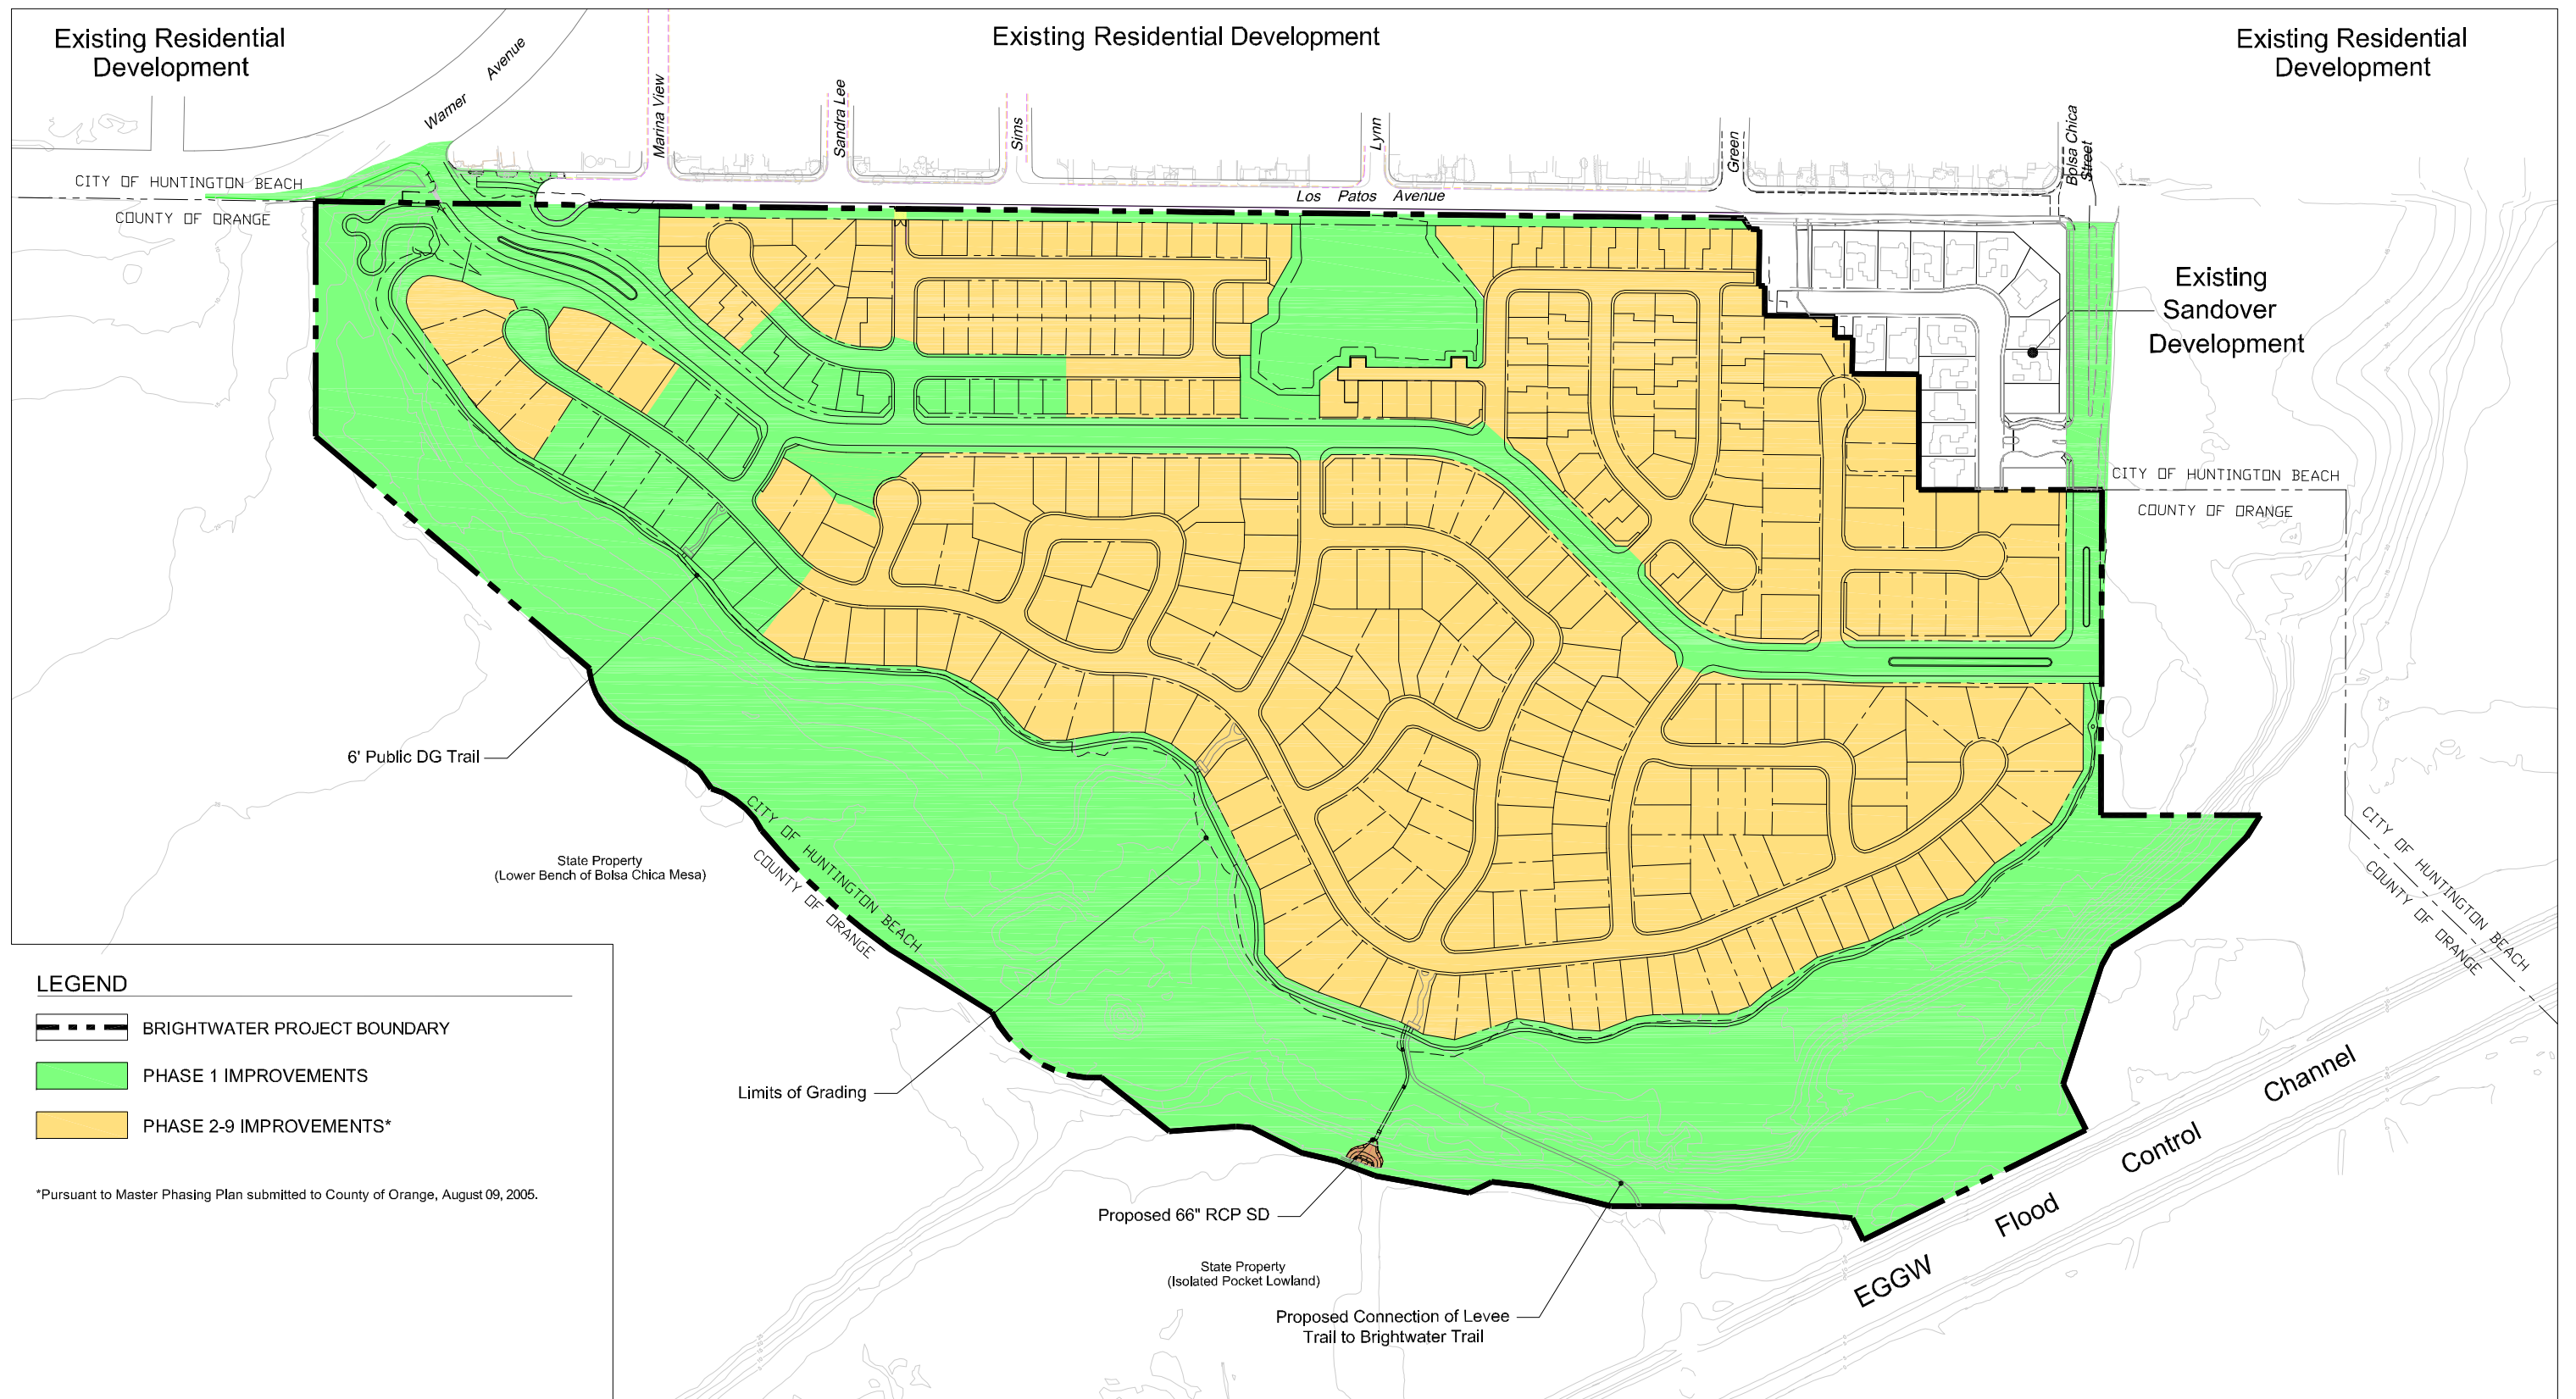 Existing Residential
Development
Existing Residential Development
Existing Residential
Development
Warner Avenue
Marina View
Sandra Lee
Sims
Lynn
Green
Bolsa Chica
Street
Los Patos Avenue
CITY OF HUNTINGTON BEACH
COUNTY OF ORANGE
Existing
Sandover
Development
CITY OF HUNTINGTON BEACH
COUNTY OF ORANGE
6' Public DG Trail
CITY OF HUNTINGTON BEACH
COUNTY OF ORANGE
State Property
(Lower Bench of Bolsa Chica Mesa)
CITY OF HUNTINGTON BEACH
COUNTY OF ORANGE
LEGEND
BRIGHTWATER PROJECT BOUNDARY
PHASE 1 IMPROVEMENTS
PHASE 2-9 IMPROVEMENTS*
*Pursuant to Master Phasing Plan submitted to County of Orange, August 09, 2005.
Limits of Grading
Proposed 66" RCP SD
State Property
(Isolated Pocket Lowland)
Proposed Connection of Levee
Trail to Brightwater Trail
EGGW Flood Control Channel